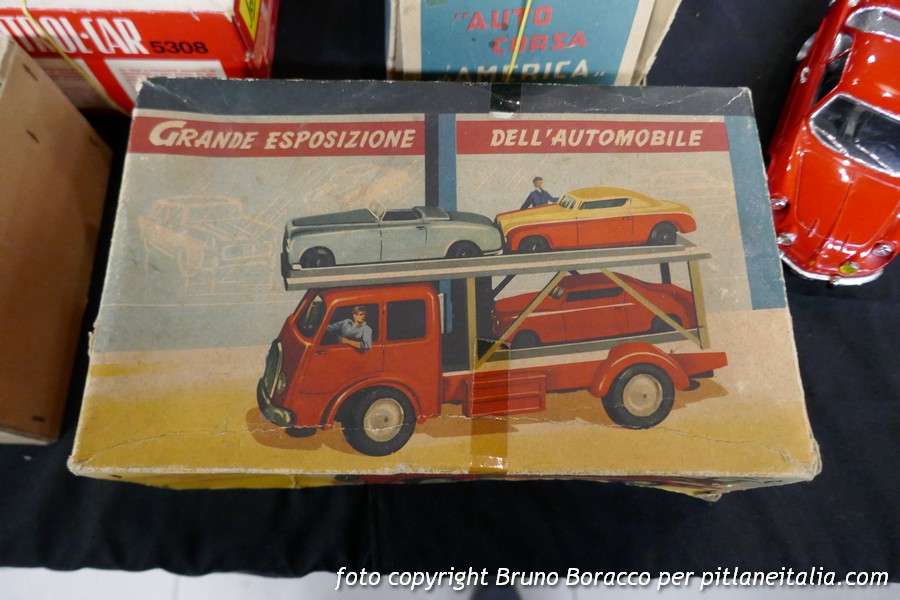 TROL-CAR 5308
"AUTO
CORSA
AMERICA"
GRANDE ESPOSIZIONE DELL'AUTOMOBILE
foto copyright Bruno Boracco per pitlaneitalia.com